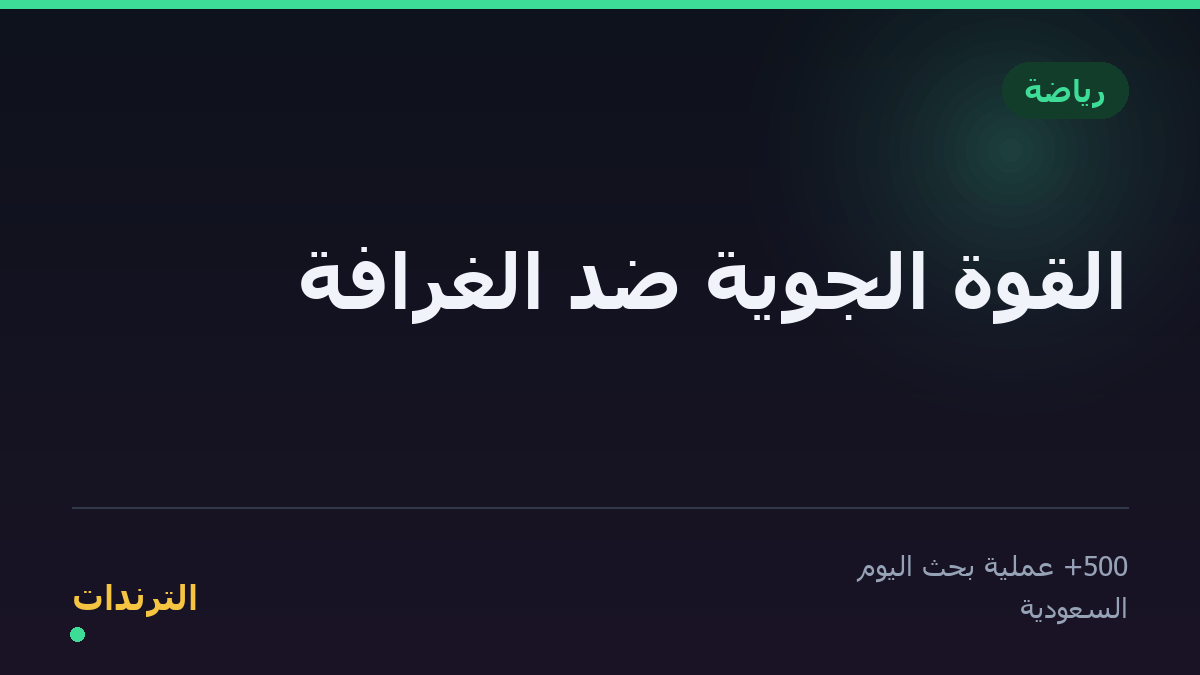 رياضة
القوة الجوية ضد الغرافة
500+ عملية بحث اليوم
السعودية
الترندات